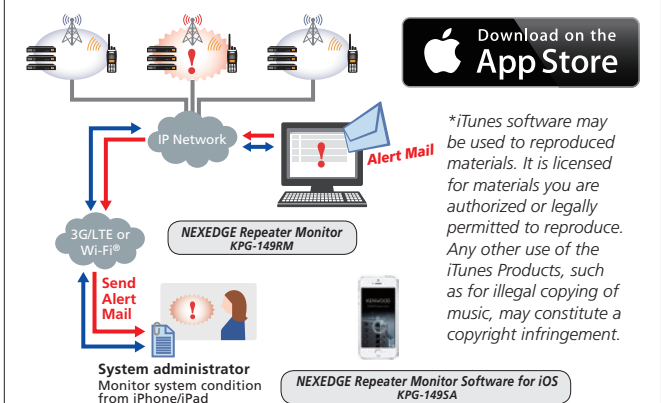 Download on the
App Store
IP Network
Alert Mail
*iTunes software may
be used to reproduced
materials. It is licensed
for materials you are
authorized or legally
permitted to reproduce.
Any other use of the
iTunes Products, such
as for illegal copying of
music, may constitute a
copyright infringement.
3G/LTE or
Wi-Fi®
NEXEDGE Repeater Monitor
KPG-149RM
Send
Alert
Mail
KENWOOD
System administrator
Monitor system condition
from iPhone/iPad
NEXEDGE Repeater Monitor Software for iOS
KPG-149SA